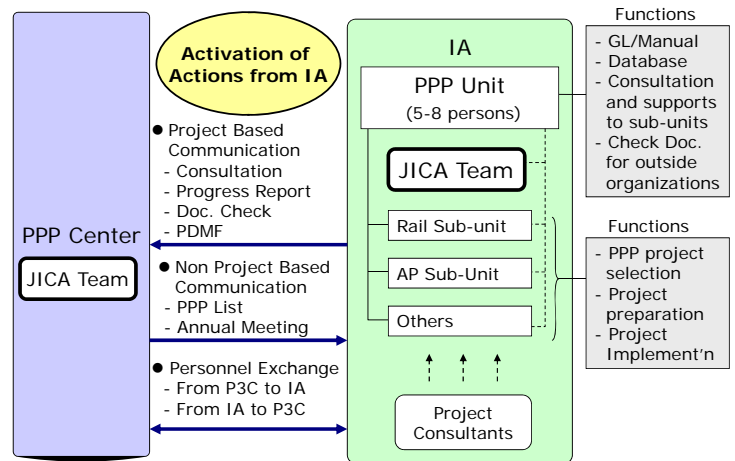 Activation of
Actions from IA
PPP Center
JICA Team
● Project Based
Communication
- Consultation
- Progress Report
- Doc. Check
- PDMF
● Non Project Based
Communication
- PPP List
- Annual Meeting
● Personnel Exchange
- From P3C to IA
- From IA to P3C
IA
PPP Unit
(5-8 persons)
JICA Team
Rail Sub-unit
AP Sub-Unit
Others
Project
Consultants
Functions
- GL/Manual
- Database
- Consultation
and supports
to sub-units
- Check Doc.
for outside
organizations
Functions
- PPP project
selection
- Project
preparation
- Project
Implement'n